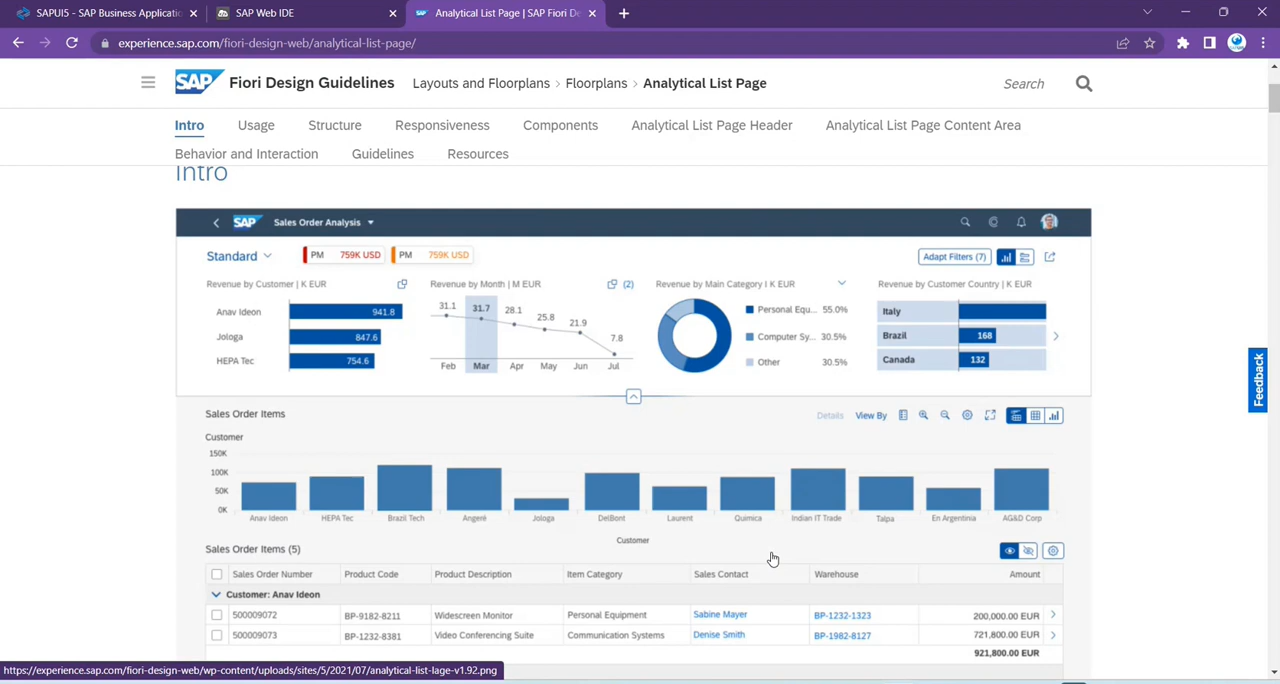 SAPUI5 - SAP Business Applicatio
SAP Web IDE
Analytical List Page | SAP Fiori De
experience.sap.com/fiori-design-web/analytical-list-page/
SAP Fiori Design Guidelines
Layouts and Floorplans > Floorplans > Analytical List Page
Search
Intro Usage Structure Responsiveness Components Analytical List Page Header Analytical List Page Content Area
Behavior and Interaction Guidelines Resources
Intro
SAP Sales Order Analysis
Standard
PM 759K USD
PM 759K USD
Adapt Filters (7)
Revenue by Customer | K EUR
Anav Ideon 941.8
Jologa 847.6
HEPA Tec 754.6
Revenue by Month | M EUR
(2)
31.1 31.7 28.1 25.8 21.9 7.8
Feb Mar Apr May Jun Jul
Revenue by Main Category | K EUR
Personal Equ... 55.0%
Computer Sy... 30.5%
Other 30.5%
Revenue by Customer Country | K EUR
Italy
Brazil 168
Canada 132
Feedback
Sales Order Items
Details View By
Customer
150K
100K
50K
0K
Anav Ideon HEPA Tec Brazil Tech Angeré Jologa DelBont Laurent Quimica Indian IT Trade Talpa En Argentinia AG&D Corp
Customer
Sales Order Items (5)
Sales Order Number Product Code Product Description Item Category Sales Contact Warehouse Amount
Customer: Anav Ideon
500009072 BP-9182-8211 Widescreen Monitor Personal Equipment Sabine Mayer BP-1232-1323 200,000.00 EUR
500009073 BP-1232-8381 Video Conferencing Suite Communication Systems Denise Smith BP-1982-8127 721,800.00 EUR
921,800.00 EUR
https://experience.sap.com/fiori-design-web/wp-content/uploads/sites/5/2021/07/analytical-list-lage-v1.92.png